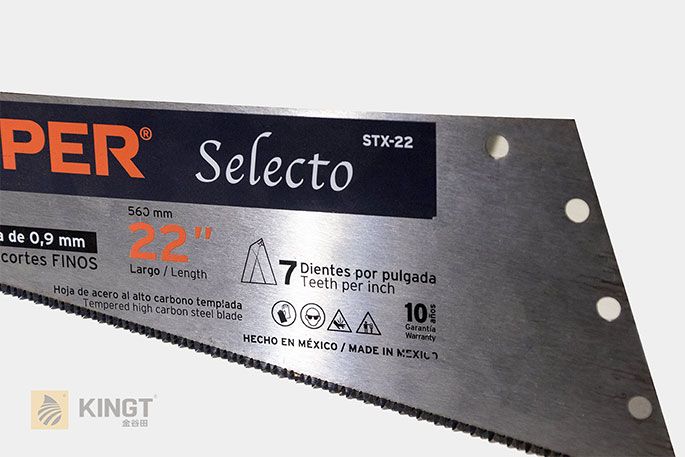 PER®
Selecto
STX-22
a de 0,9 mm
cortes FINOS
560 mm
22"
Largo / Length
7 Dientes por pulgada
Teeth per inch
Hoja de acero al alto carbono templada
Tempered high carbon steel blade
10 años
Garantía
Warranty
HECHO EN MÉXICO / MADE IN MEXICO
KINGT®
金谷田